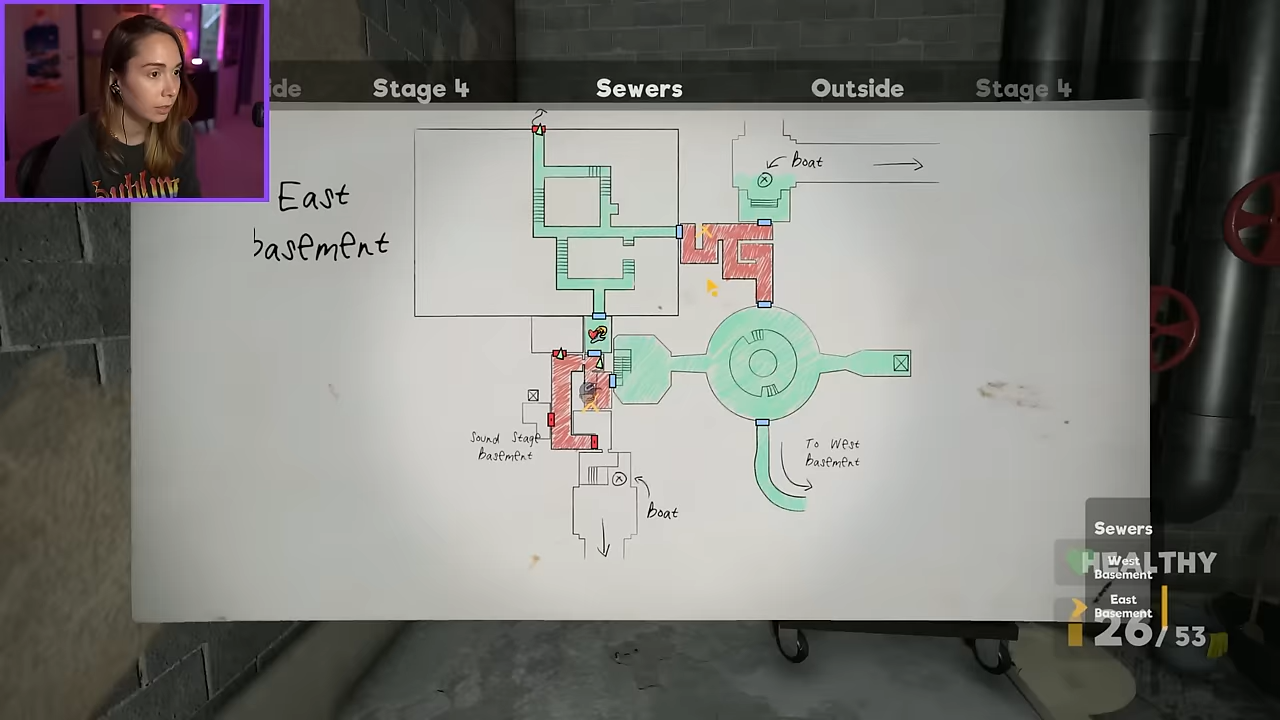 ide Stage 4 Sewers Outside Stage 4
East
basement
Boat
Sound Stage
Basement
To West
Basement
Boat
Sewers
HEALTHY
West
Basement
East
Basement
26/53